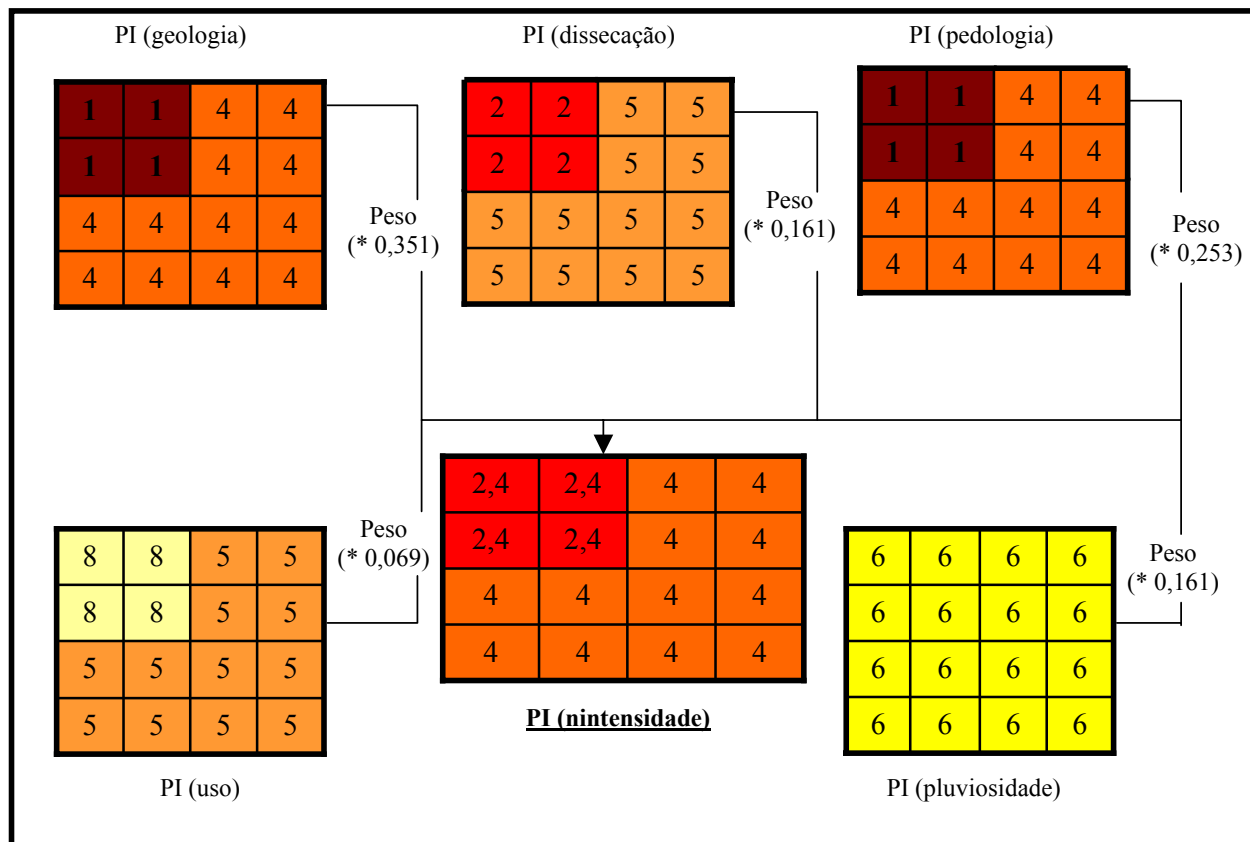 PI (geologia)
PI (dissecação)
PI (pedologia)
1 1 4 4
1 1 4 4
4 4 4 4
4 4 4 4
Peso
(* 0,351)
2 2 5 5
2 2 5 5
5 5 5 5
5 5 5 5
Peso
(* 0,161)
1 1 4 4
1 1 4 4
4 4 4 4
4 4 4 4
Peso
(* 0,253)
8 8 5 5
8 8 5 5
5 5 5 5
5 5 5 5
PI (uso)
Peso
(* 0,069)
2,4 2,4 4 4
2,4 2,4 4 4
4 4 4 4
4 4 4 4
PI (nintensidade)
6 6 6 6
6 6 6 6
6 6 6 6
6 6 6 6
PI (pluviosidade)
Peso
(* 0,161)